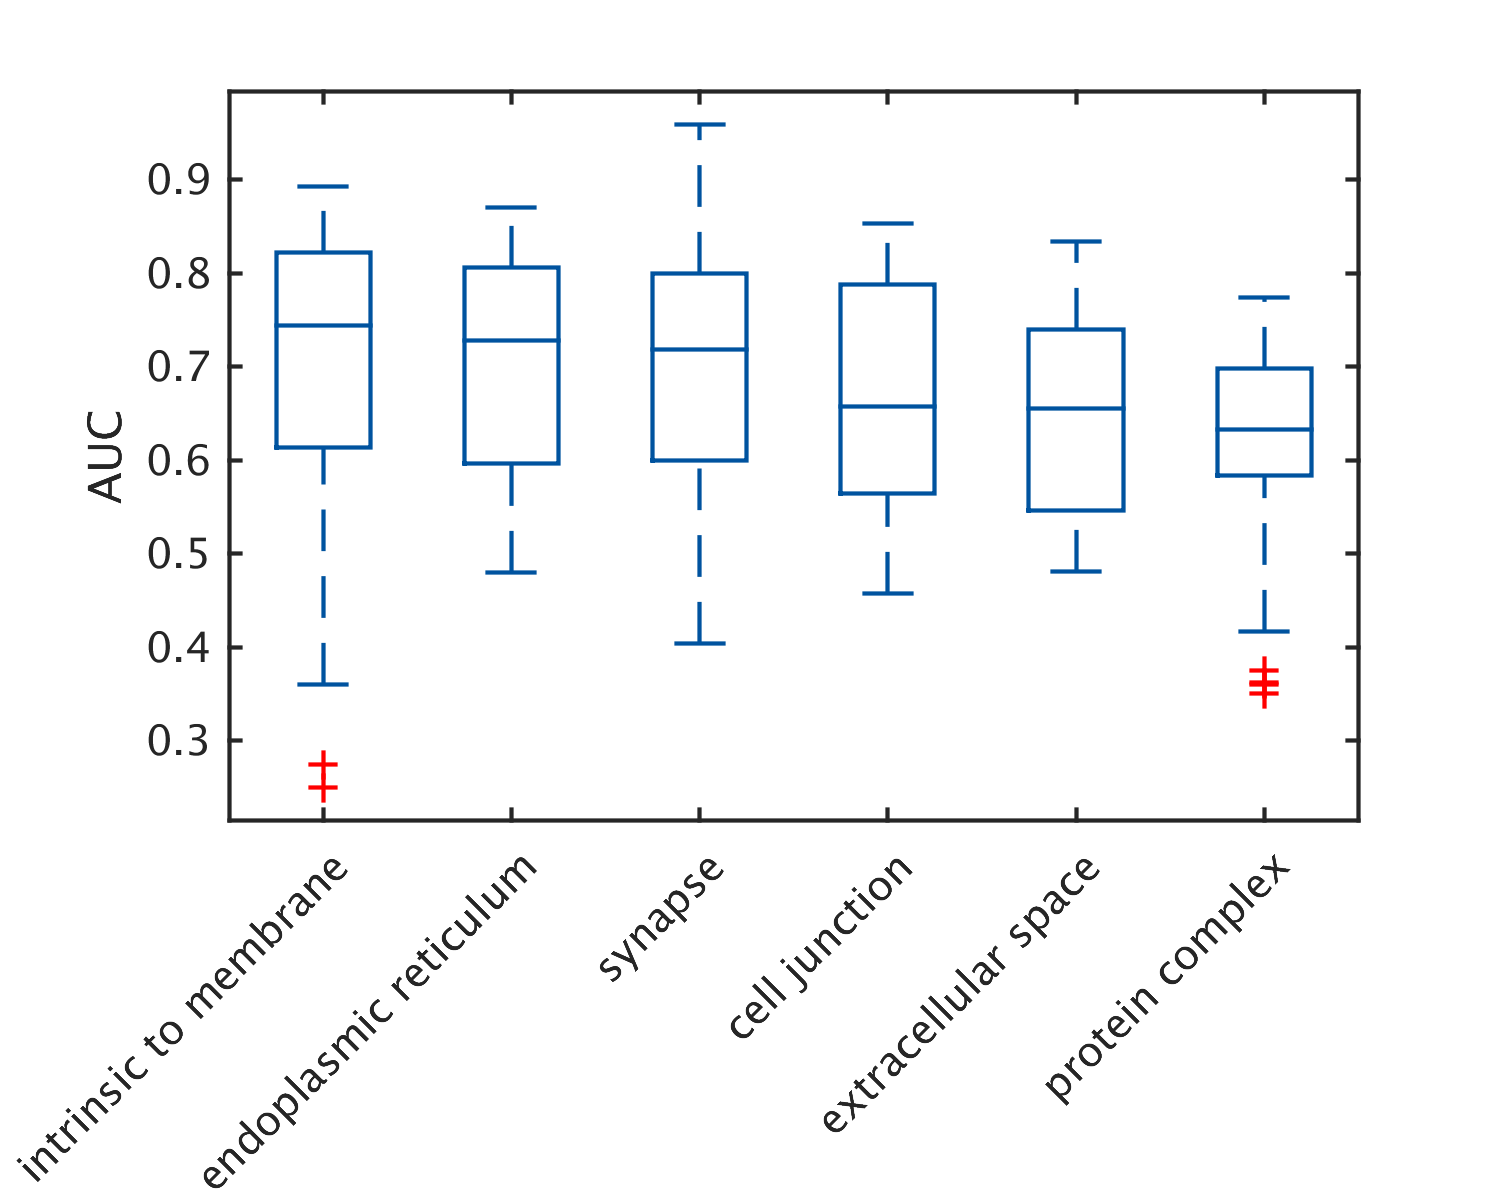 0.9
0.8
0.7
0.6
0.5
0.4
0.3
AUC
intrinsic to membrane
endoplasmic reticulum
synapse
cell junction
extracellular space
protein complex